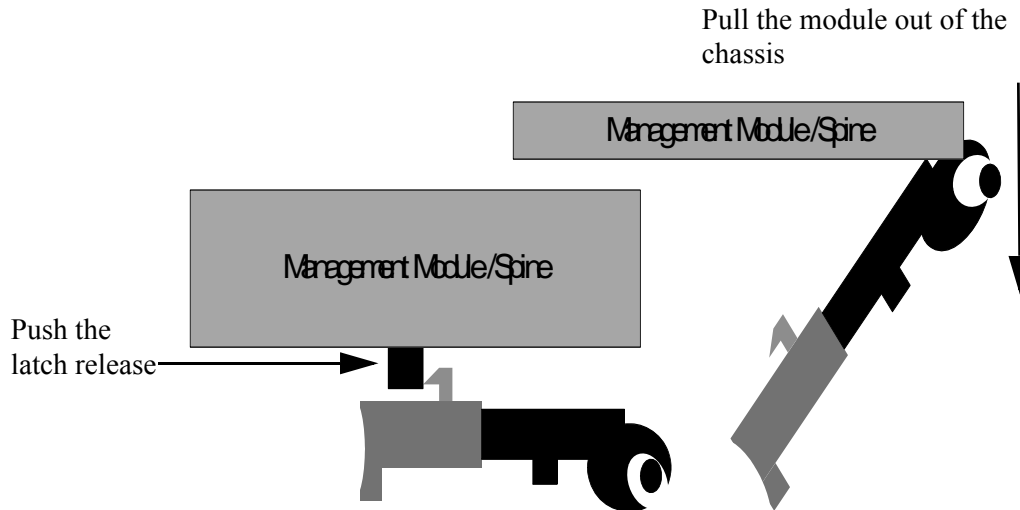 Pull the module out of the
chassis
Management Module/Spine
Management Module/Spine
Push the
latch release